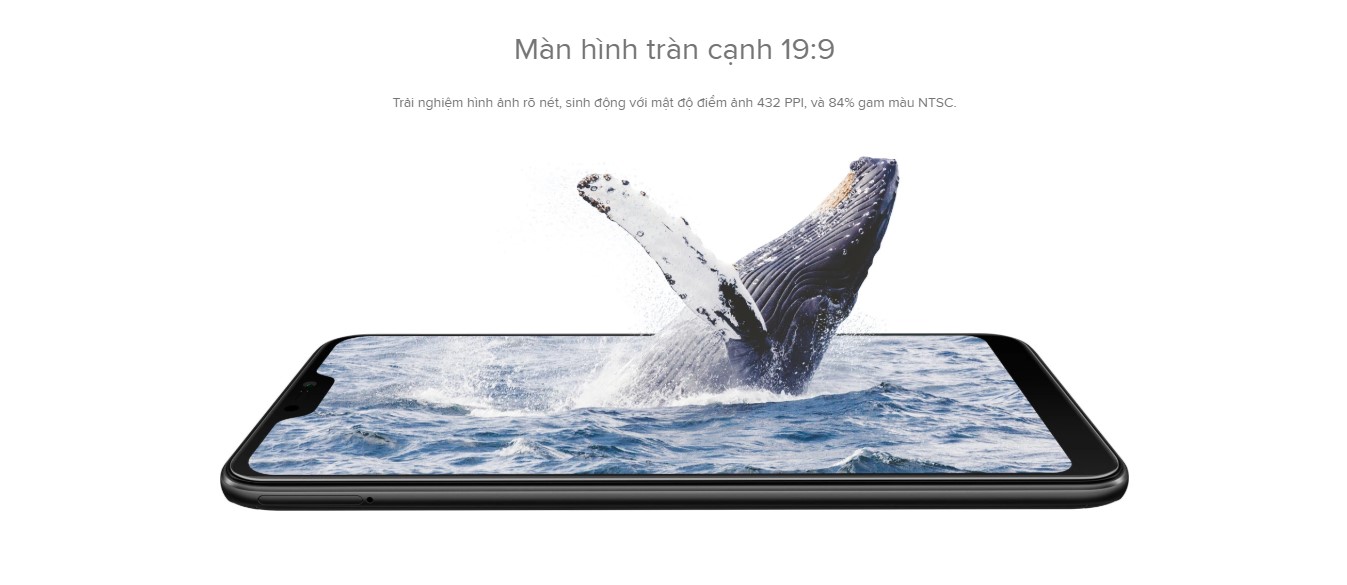 Màn hình tràn cạnh 19:9
Trải nghiệm hình ảnh rõ nét, sinh động với mật độ điểm ảnh 432 PPI, và 84% gam màu NTSC.